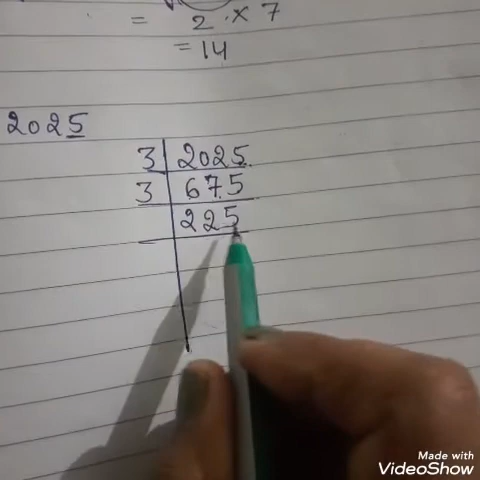 = 2 × 7
= 14
2025
3 2025
3 675
225
Made with
VideoShow